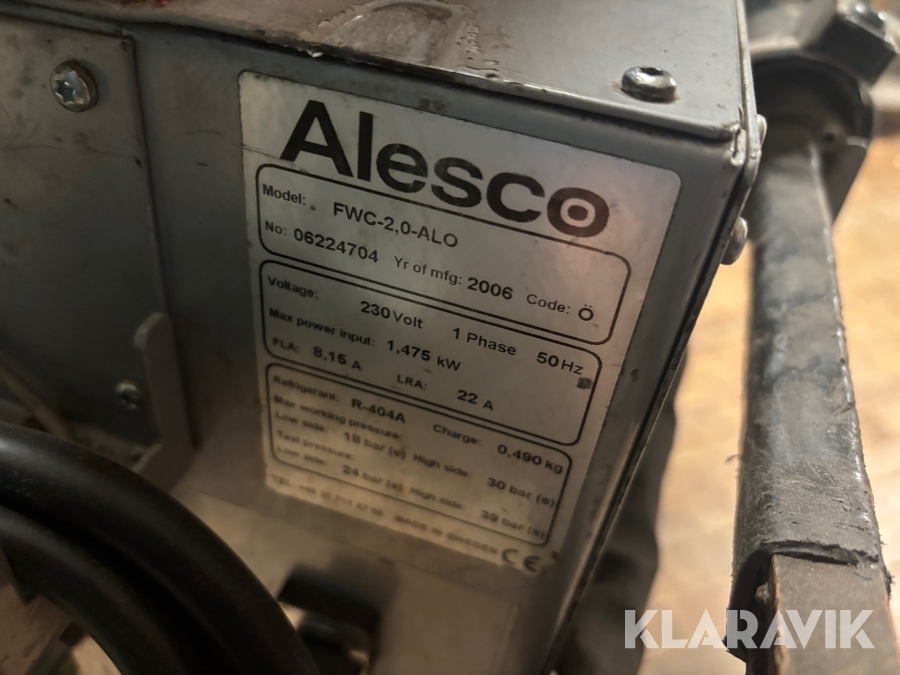 Alesco
Model: FWC-2,0-ALO
No: 06224704 Yr of mfg: 2006 Code: Ö
Voltage: 230 Volt 1 Phase 50 Hz
Max power input: 1,475 kW
FLA: 8,15 A LRA: 22 A
Refrigerant: R-404A Charge: 0,490 kg
Max working pressure:
Low side: 18 bar (e) High side: 30 bar (e)
Test pressure:
Low side: 24 bar (e) High side: 39 bar (e)
MADE IN SWEDEN CE
KLARAVIK